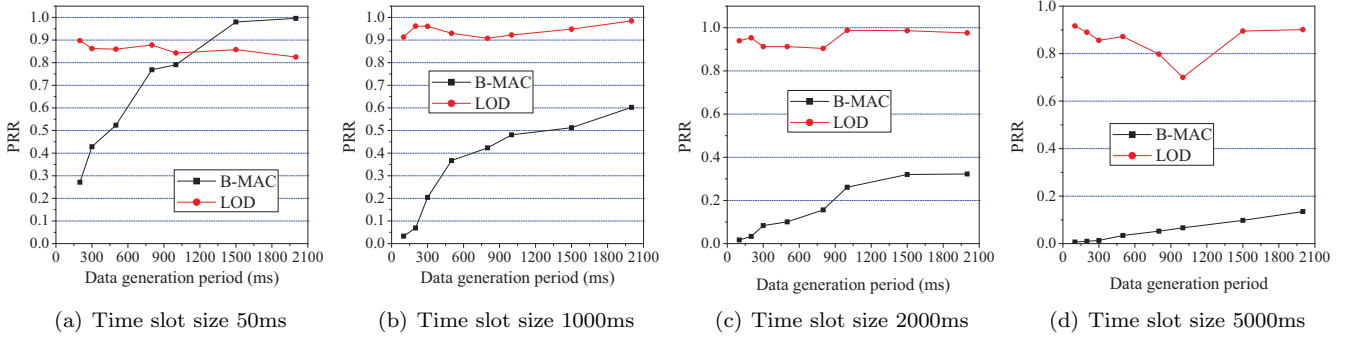 1.0
0.9
0.8
0.7
0.6
0.5
0.4
0.3
0.2
0.1
0.0
PRR
B-MAC
LOD
0 300 600 900 1200 1500 1800 2100
Data generation period (ms)
(a) Time slot size 50ms
1.0
0.9
0.8
0.7
0.6
0.5
0.4
0.3
0.2
0.1
0.0
PRR
B-MAC
LOD
0 300 600 900 1200 1500 1800 2100
Data generation period (ms)
(b) Time slot size 1000ms
1.0
0.8
0.6
0.4
0.2
0.0
PRR
B-MAC
LOD
0 300 600 900 1200 1500 1800 2100
Data generation period (ms)
(c) Time slot size 2000ms
1.0
0.8
0.6
0.4
0.2
0.0
PRR
B-MAC
LOD
0 300 600 900 1200 1500 1800 2100
Data generation period
(d) Time slot size 5000ms